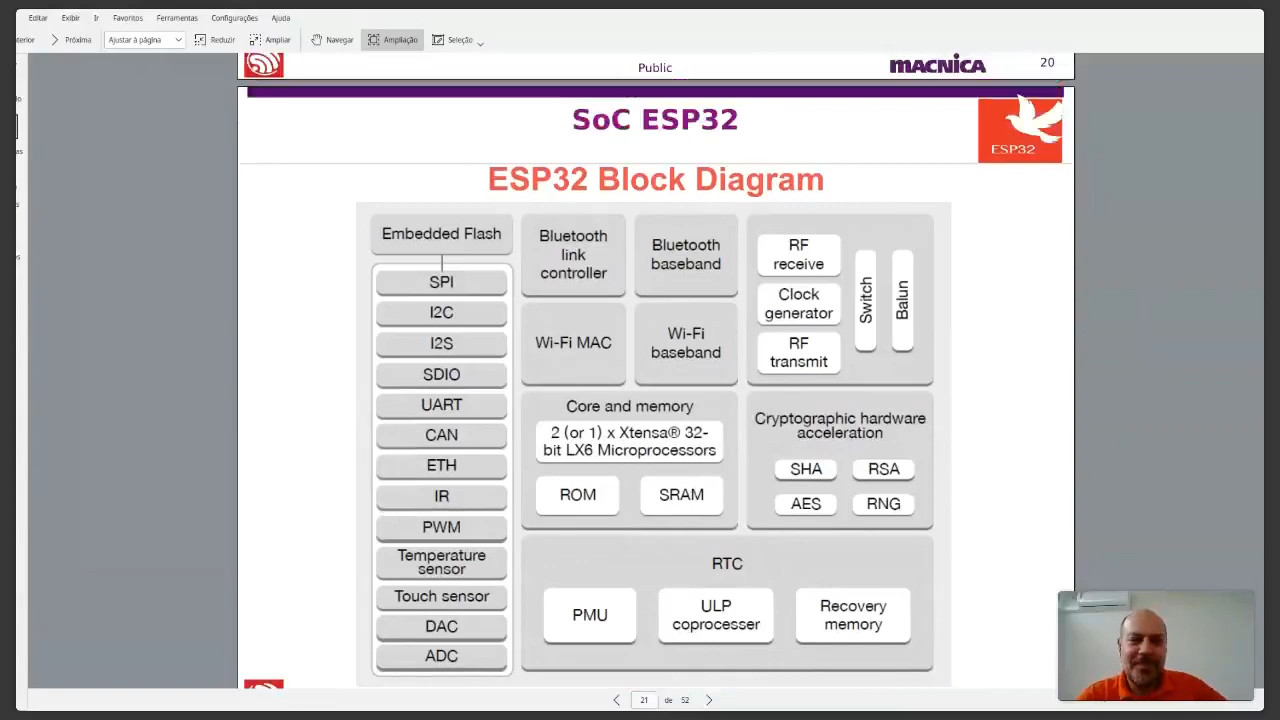 Editar Exibir Ir Favoritos Ferramentas Configurações Ajuda
terior Próxima Ajustar à página Reduzir Ampliar Navegar Ampliação Seleção
Public
MACNICA
20
SoC ESP32
ESP32
ESP32 Block Diagram
Embedded Flash
SPI
I2C
I2S
SDIO
UART
CAN
ETH
IR
PWM
Temperature
sensor
Touch sensor
DAC
ADC
Bluetooth
link
controller
Bluetooth
baseband
Wi-Fi MAC
Wi-Fi
baseband
RF
receive
Clock
generator
RF
transmit
Switch
Balun
Core and memory
2 (or 1) x Xtensa® 32-
bit LX6 Microprocessors
ROM
SRAM
Cryptographic hardware
acceleration
SHA
RSA
AES
RNG
RTC
PMU
ULP
coprocesser
Recovery
memory
21 de 52